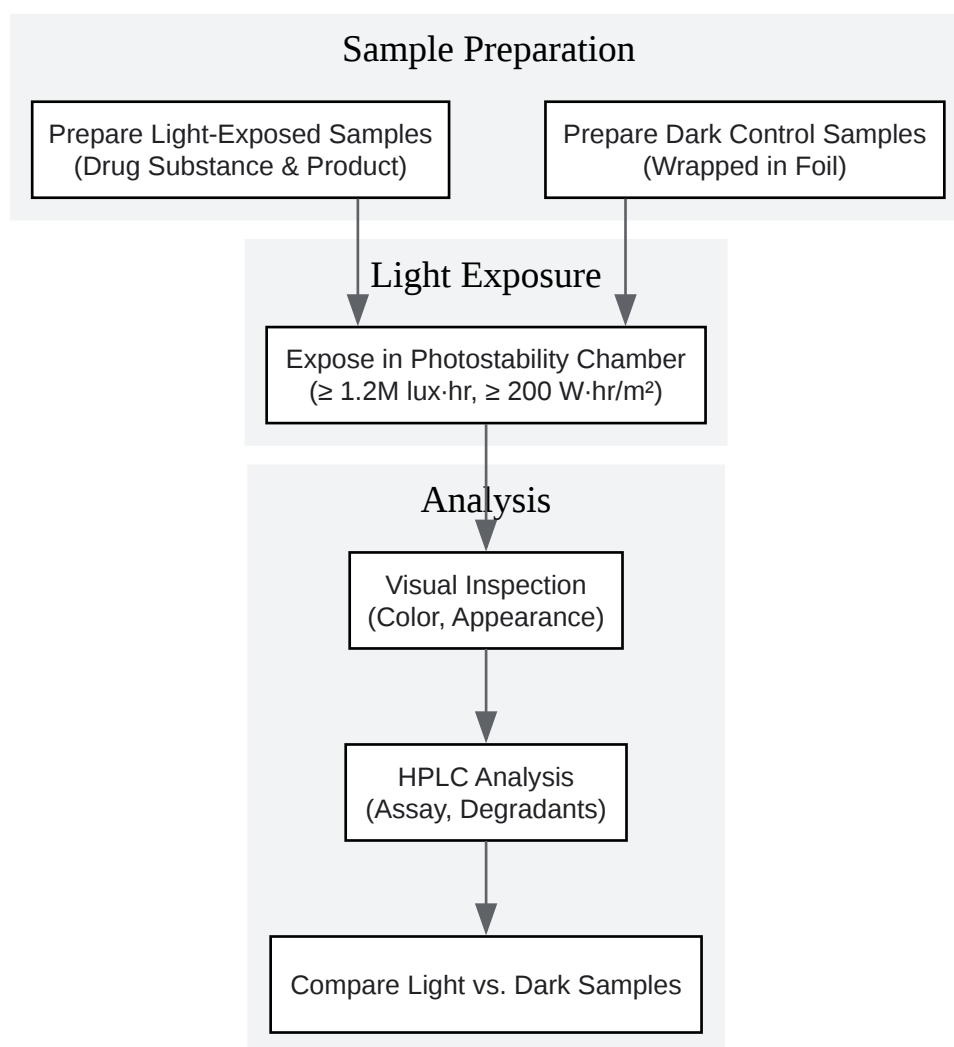 Sample Preparation
Prepare Light-Exposed Samples
(Drug Substance & Product)
Prepare Dark Control Samples
(Wrapped in Foil)
Light Exposure
Expose in Photostability Chamber
(≥ 1.2M lux·hr, ≥ 200 W·hr/m²)
Analysis
Visual Inspection
(Color, Appearance)
HPLC Analysis
(Assay, Degradants)
Compare Light vs. Dark Samples